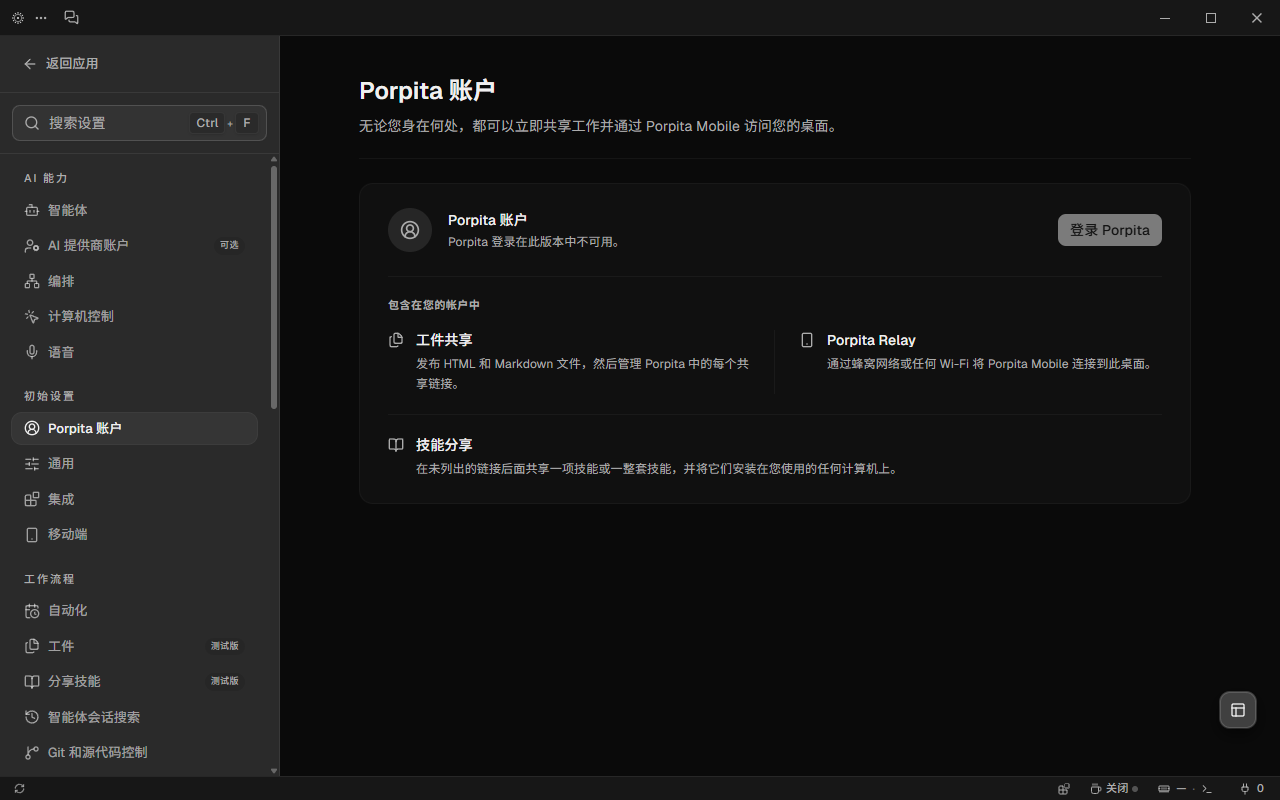 返回应用
搜索设置 Ctrl + F
AI 能力
智能体
AI 提供商账户 可选
编排
计算机控制
语音
初始设置
Porpita 账户
通用
集成
移动端
工作流程
自动化
工件 测试版
分享技能 测试版
智能体会话搜索
Git 和源代码控制
Porpita 账户
无论您身在何处，都可以立即共享工作并通过 Porpita Mobile 访问您的桌面。
Porpita 账户
Porpita 登录在此版本中不可用。
登录 Porpita
包含在您的帐户中
工件共享
发布 HTML 和 Markdown 文件，然后管理 Porpita 中的每个共
享链接。
Porpita Relay
通过蜂窝网络或任何 Wi-Fi 将 Porpita Mobile 连接到此桌面。
技能分享
在未列出的链接后面共享一项技能或一整套技能，并将它们安装在您使用的任何计算机上。
关闭 — · 0